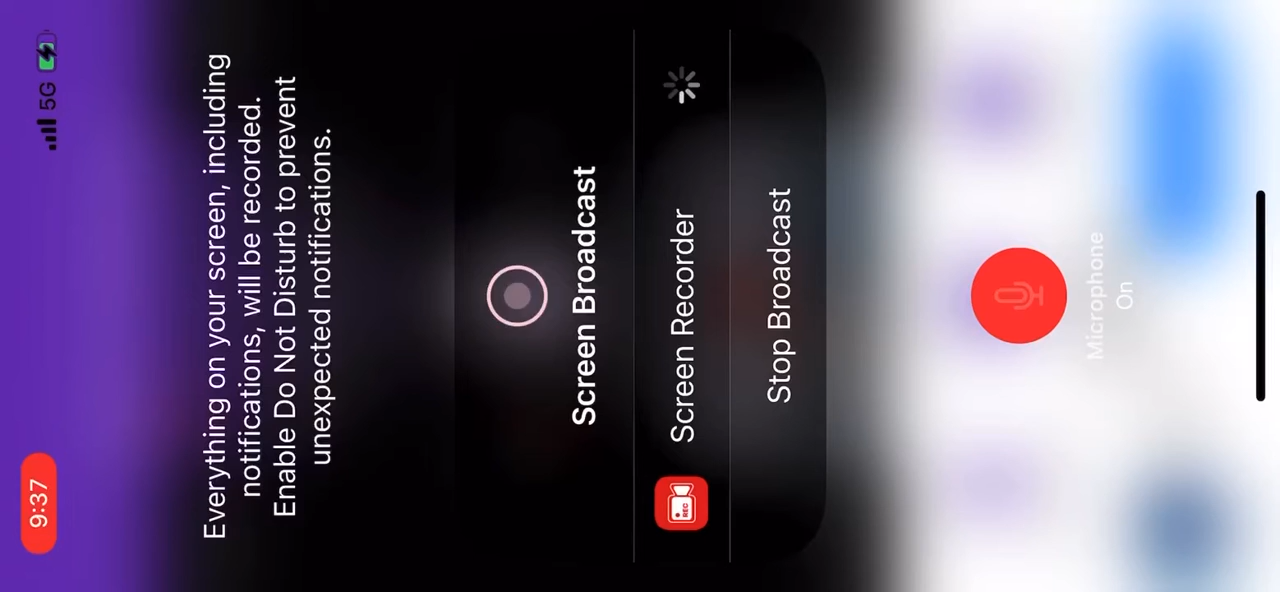 9:37
5G
Everything on your screen, including
notifications, will be recorded.
Enable Do Not Disturb to prevent
unexpected notifications.
Screen Broadcast
REC
Screen Recorder
Stop Broadcast
Microphone
On